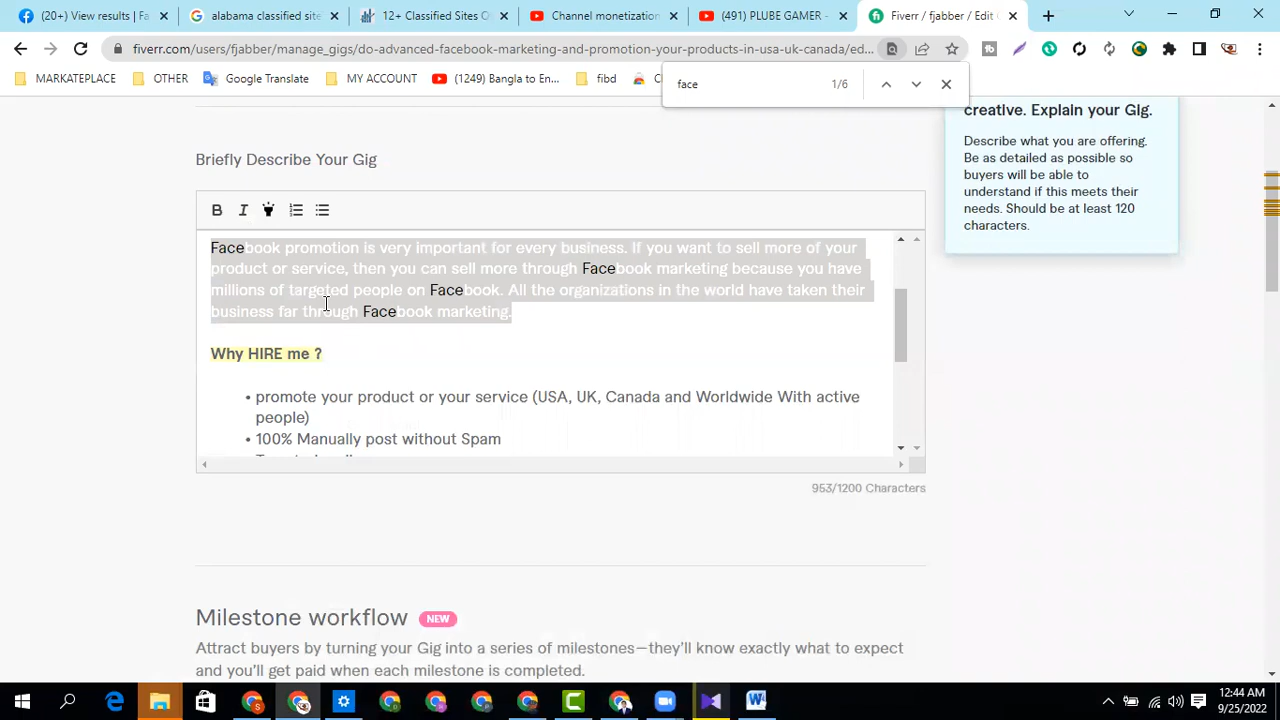 (20+) View results | Fa
alabama classified site
12+ Classified Sites O
Channel monetization
(491) PLUBE GAMER -
Fiverr / fjabber / Edit
fiverr.com/users/fjabber/manage_gigs/do-advanced-facebook-marketing-and-promotion-your-products-in-usa-uk-canada/ed...
MARKATEPLACE
OTHER
Google Translate
MY ACCOUNT
(1249) Bangla to En...
fibd
face
1/6
creative. Explain your Gig.
Describe what you are offering.
Be as detailed as possible so
buyers will be able to
understand if this meets their
needs. Should be at least 120
characters.
Briefly Describe Your Gig
B I
Facebook promotion is very important for every business. If you want to sell more of your
product or service, then you can sell more through Facebook marketing because you have
millions of targeted people on Facebook. All the organizations in the world have taken their
business far through Facebook marketing.
Why HIRE me ?
• promote your product or your service (USA, UK, Canada and Worldwide With active
people)
• 100% Manually post without Spam
953/1200 Characters
Milestone workflow NEW
Attract buyers by turning your Gig into a series of milestones—they'll know exactly what to expect
and you'll get paid when each milestone is completed.
12:44 AM
9/25/2022